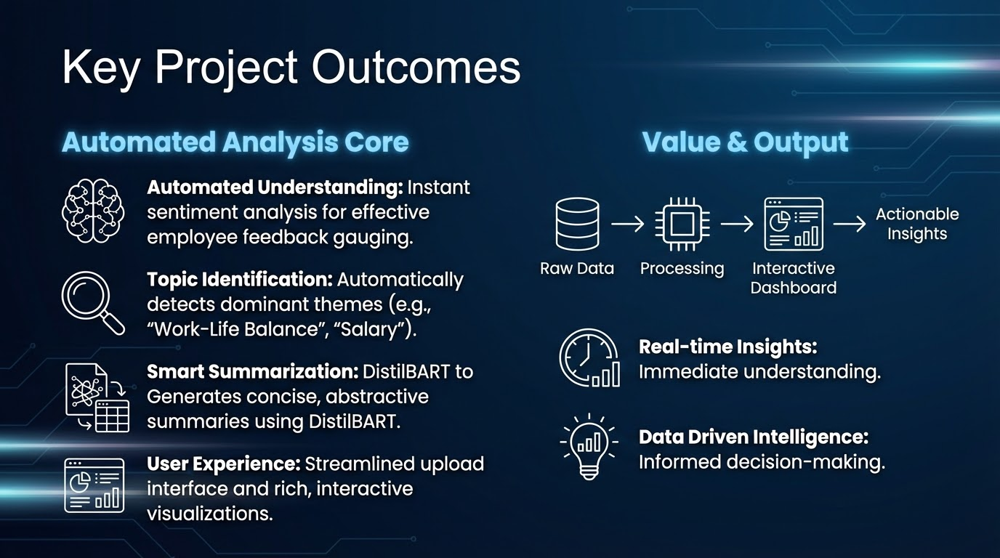 Key Project Outcomes
Automated Analysis Core
Automated Understanding: Instant
sentiment analysis for effective
employee feedback gauging.
Topic Identification: Automatically
detects dominant themes (e.g.,
“Work-Life Balance”, “Salary”).
Smart Summarization: DistilBART to
Generates concise, abstractive
summaries using DistilBART.
User Experience: Streamlined upload
interface and rich, interactive
visualizations.
Value & Output
Raw Data
Processing
Interactive
Dashboard
Actionable
Insights
Real-time Insights:
Immediate understanding.
Data Driven Intelligence:
Informed decision-making.